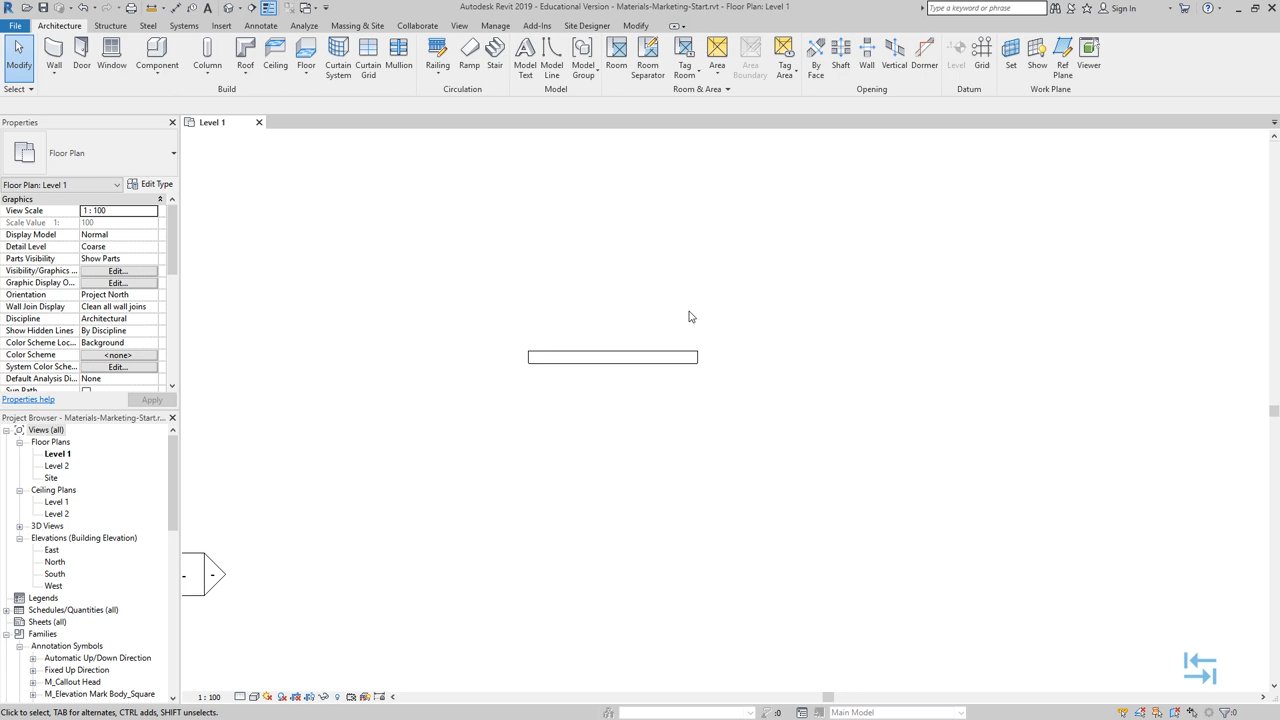 Autodesk Revit 2019 - Educational Version - Materials-Marketing-Start.rvt - Floor Plan: Level 1
Type a keyword or phrase
Sign In
File Architecture Structure Steel Systems Insert Annotate Analyze Massing & Site Collaborate View Manage Add-Ins Site Designer Modify
Modify Wall Door Window Component Column Roof Ceiling Floor Curtain System Curtain Grid Mullion Railing Ramp Stair Model Text Model Line Model Group Room Room Separator Tag Room Area Area Boundary Tag Area By Face Shaft Wall Vertical Dormer Level Grid Set Show Ref Plane Viewer
Select Build Circulation Model Room & Area Opening Datum Work Plane
Properties
Level 1
Floor Plan
Floor Plan: Level 1 Edit Type
Graphics
View Scale 1 : 100
Scale Value 1: 100
Display Model Normal
Detail Level Coarse
Parts Visibility Show Parts
Visibility/Graphics ... Edit...
Graphic Display O... Edit...
Orientation Project North
Wall Join Display Clean all wall joins
Discipline Architectural
Show Hidden Lines By Discipline
Color Scheme Loc... Background
Color Scheme <none>
System Color Sche... Edit...
Default Analysis Di... None
Sun Path
Properties help Apply
Project Browser - Materials-Marketing-Start.r...
Views (all)
Floor Plans
Level 1
Level 2
Site
Ceiling Plans
Level 1
Level 2
3D Views
Elevations (Building Elevation)
East
North
South
West
Legends
Schedules/Quantities (all)
Sheets (all)
Families
Annotation Symbols
Automatic Up/Down Direction
Fixed Up Direction
M_Callout Head
M_Elevation Mark Body_Square
1 : 100
Click to select, TAB for alternates, CTRL adds, SHIFT unselects.
:0
Main Model
:0